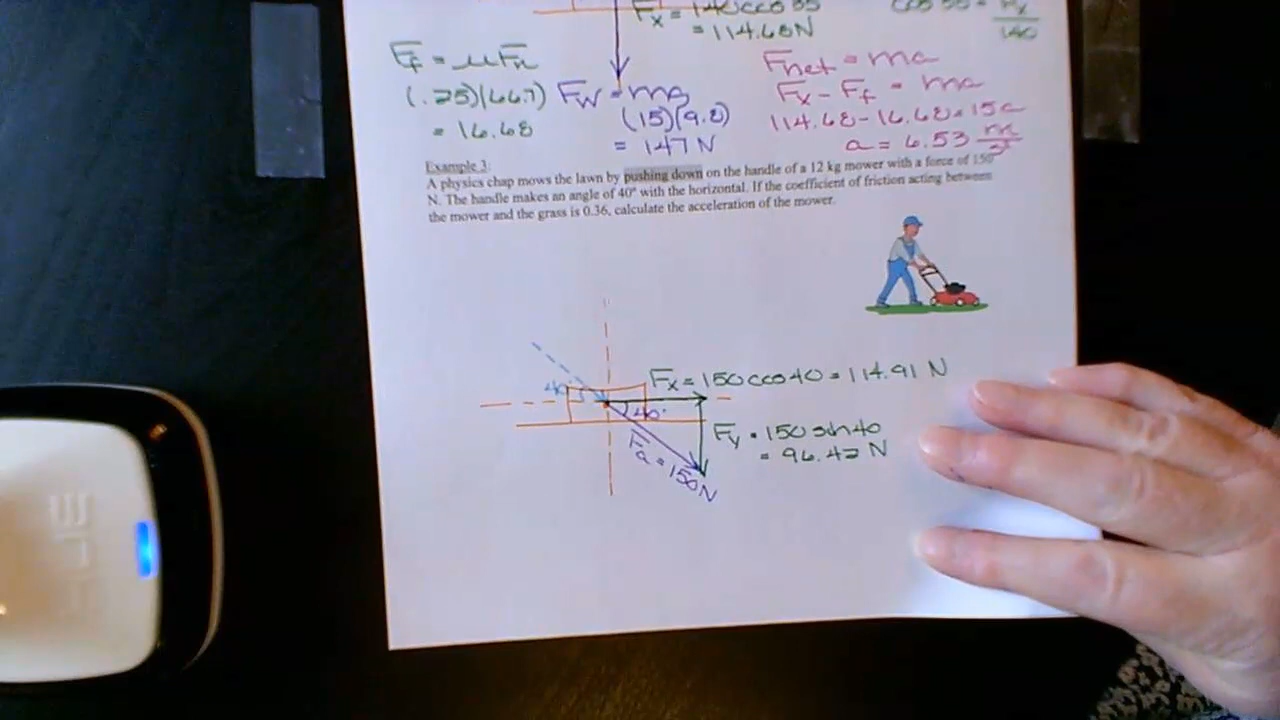 Fx = 140cos35
= 114.68N
140
Ff = μFn
(.25)(66.7)
= 16.68
Fw = mg
(15)(9.8)
= 147 N
Fnet = ma
Fx - Ff = ma
114.68 - 16.68 = 15a
a = 6.53 m/s²
Example 3:
A physics chap mows the lawn by pushing down on the handle of a 12 kg mower with a force of 150
N. The handle makes an angle of 40° with the horizontal. If the coefficient of friction acting between
the mower and the grass is 0.36, calculate the acceleration of the mower.
40°
Fx = 150cos40 = 114.91 N
40°
Fy = 150sin40
= 96.42 N
Fa = 150N